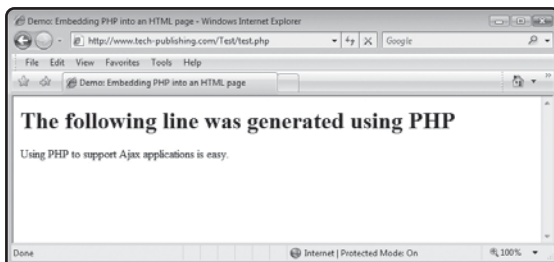 Demo: Embedding PHP into an HTML page - Windows Internet Explorer
http://www.tech-publishing.com/Test/test.php
Google
File Edit View Favorites Tools Help
Demo: Embedding PHP into an HTML page
The following line was generated using PHP
Using PHP to support Ajax applications is easy.
Done
Internet | Protected Mode: On
100%